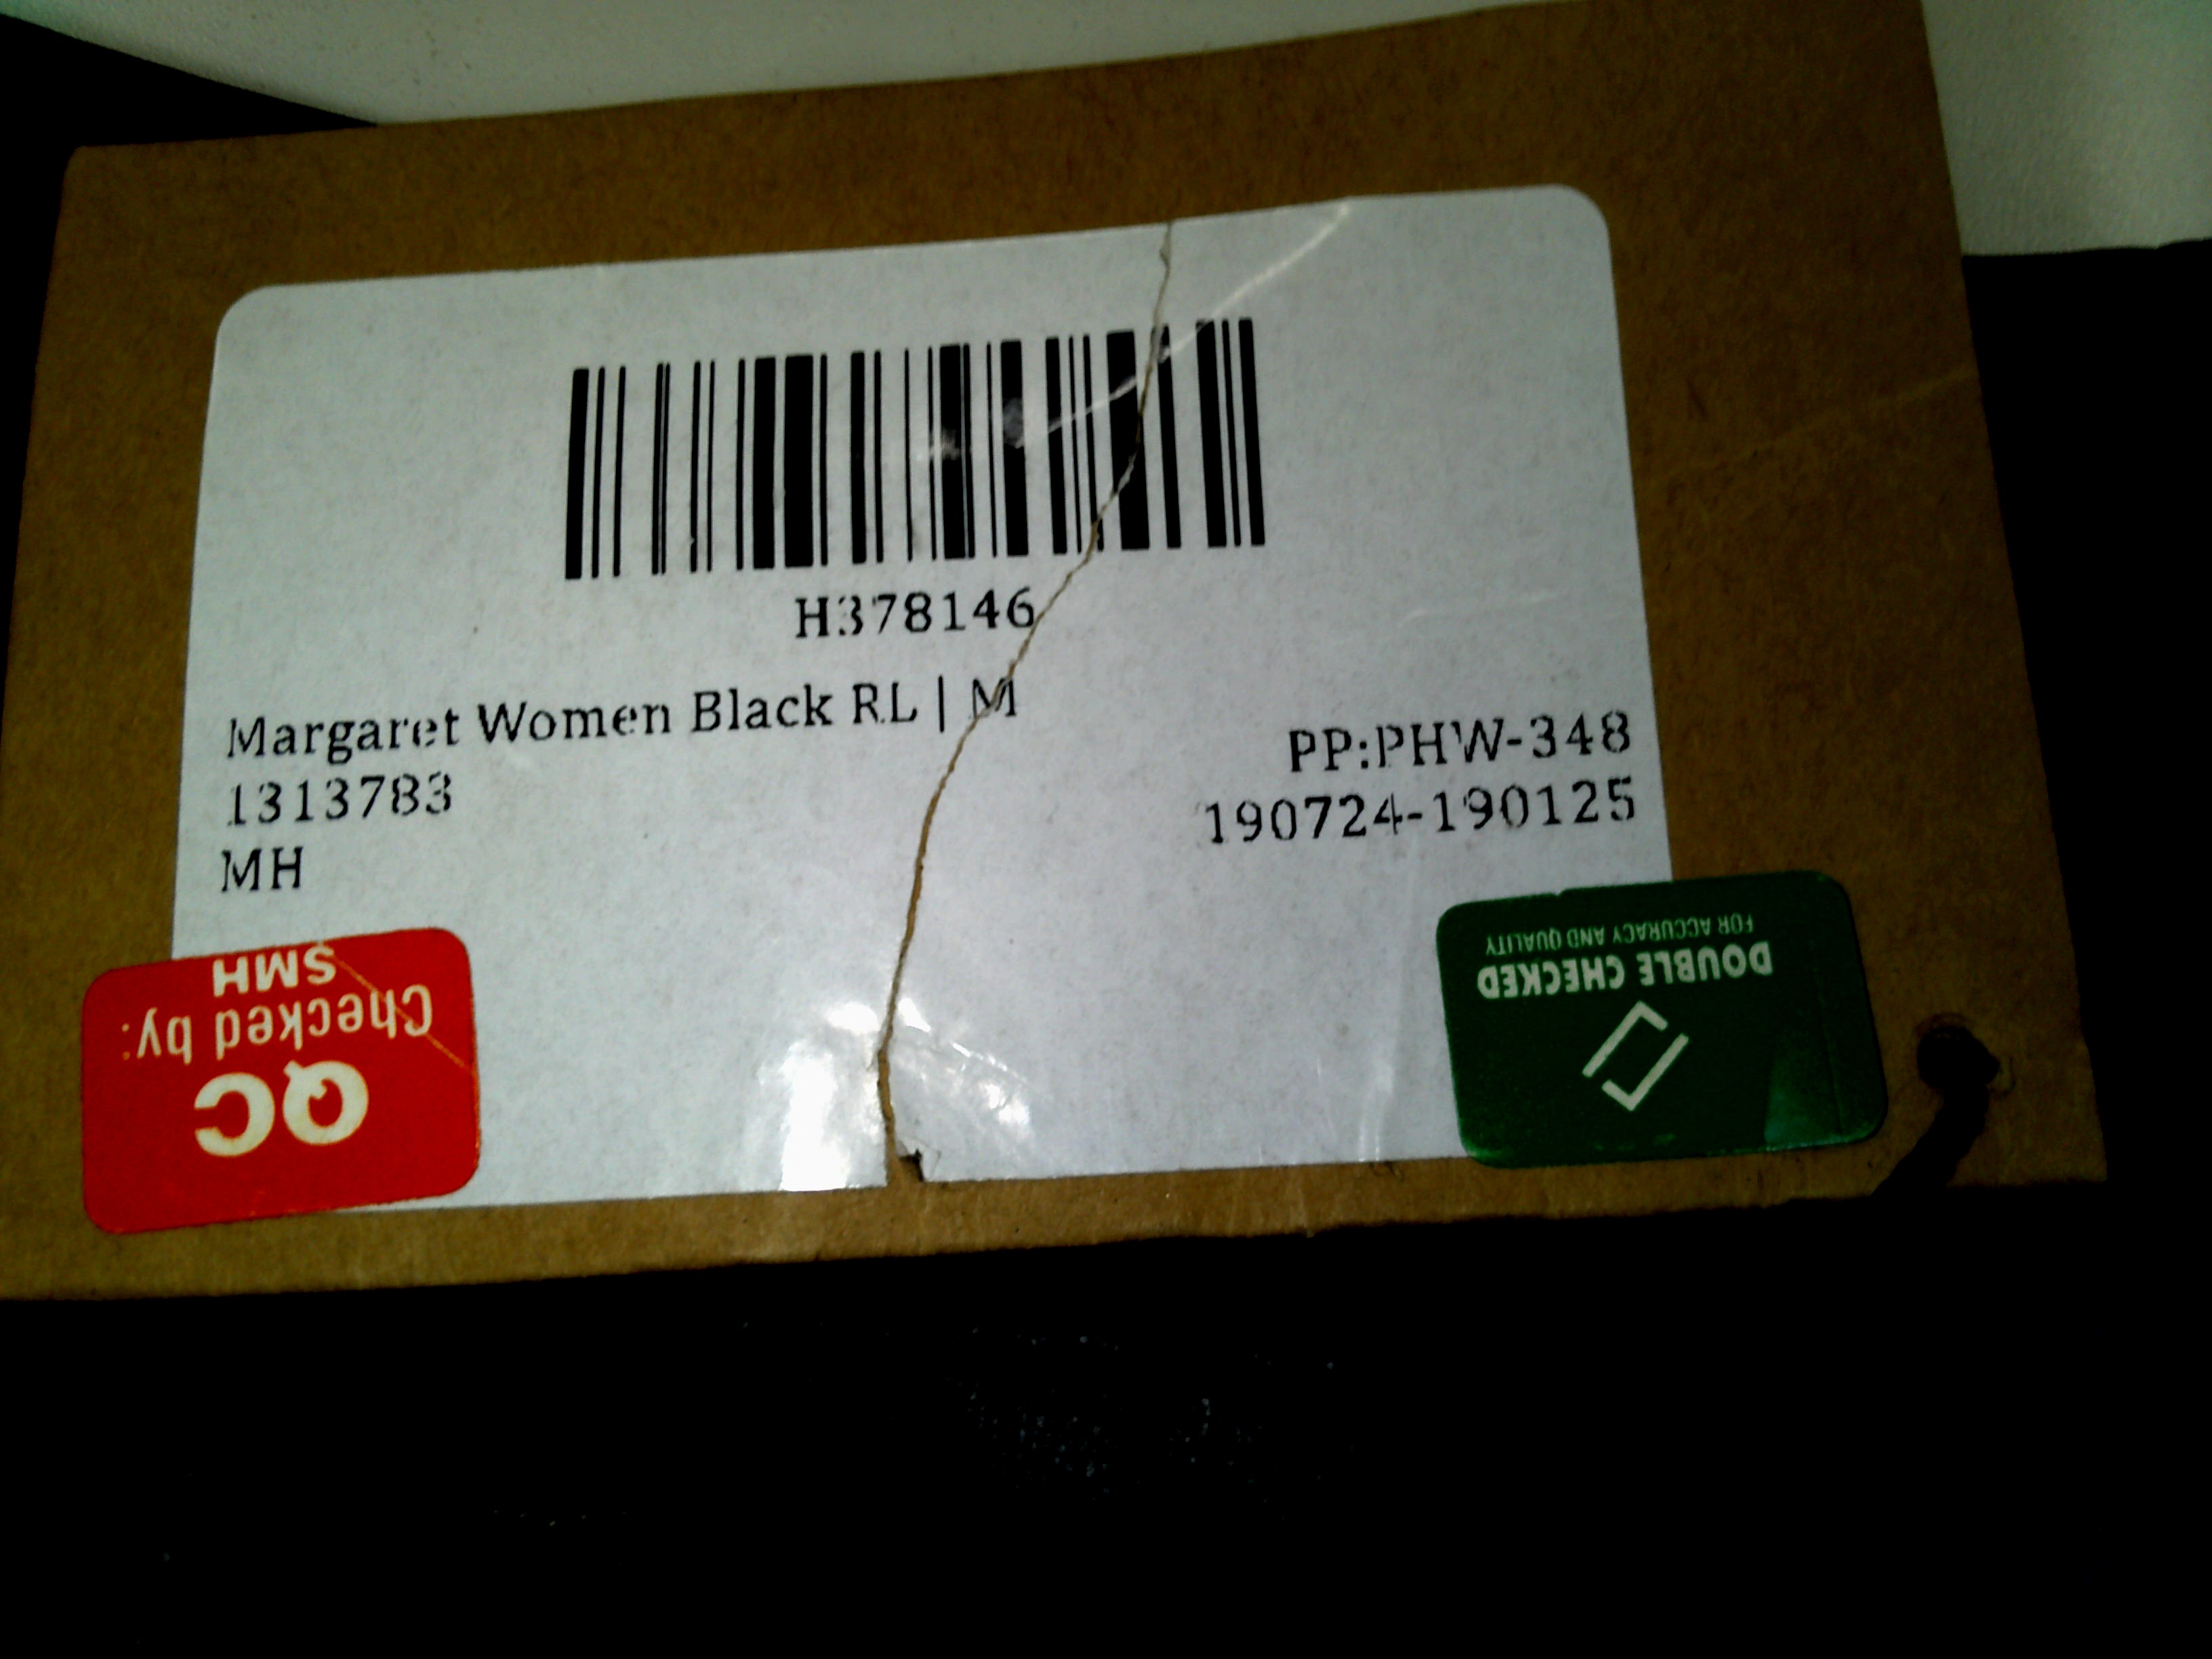 H378146
Margaret Women Black RL | M
1313783
MH
PP:PHW-348
190724-190125
QC
Checked by:
SMH
DOUBLE CHECKED
FOR ACCURACY AND QUALITY